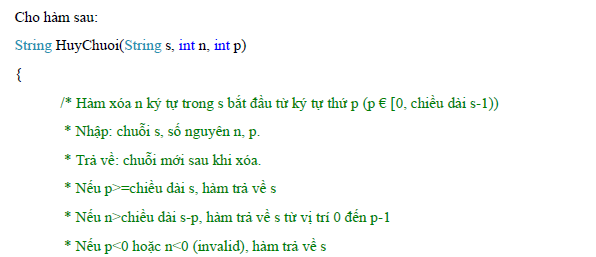 Cho hàm sau:
String HuyChuoi(String s, int n, int p)
{
/* Hàm xóa n ký tự trong s bắt đầu từ ký tự thứ p (p € [0, chiều dài s-1))
* Nhập: chuỗi s, số nguyên n, p.
* Trả về: chuỗi mới sau khi xóa.
* Nếu p>=chiều dài s, hàm trả về s
* Nếu n>chiều dài s-p, hàm trả về s từ vị trí 0 đến p-1
* Nếu p<0 hoặc n<0 (invalid), hàm trả về s